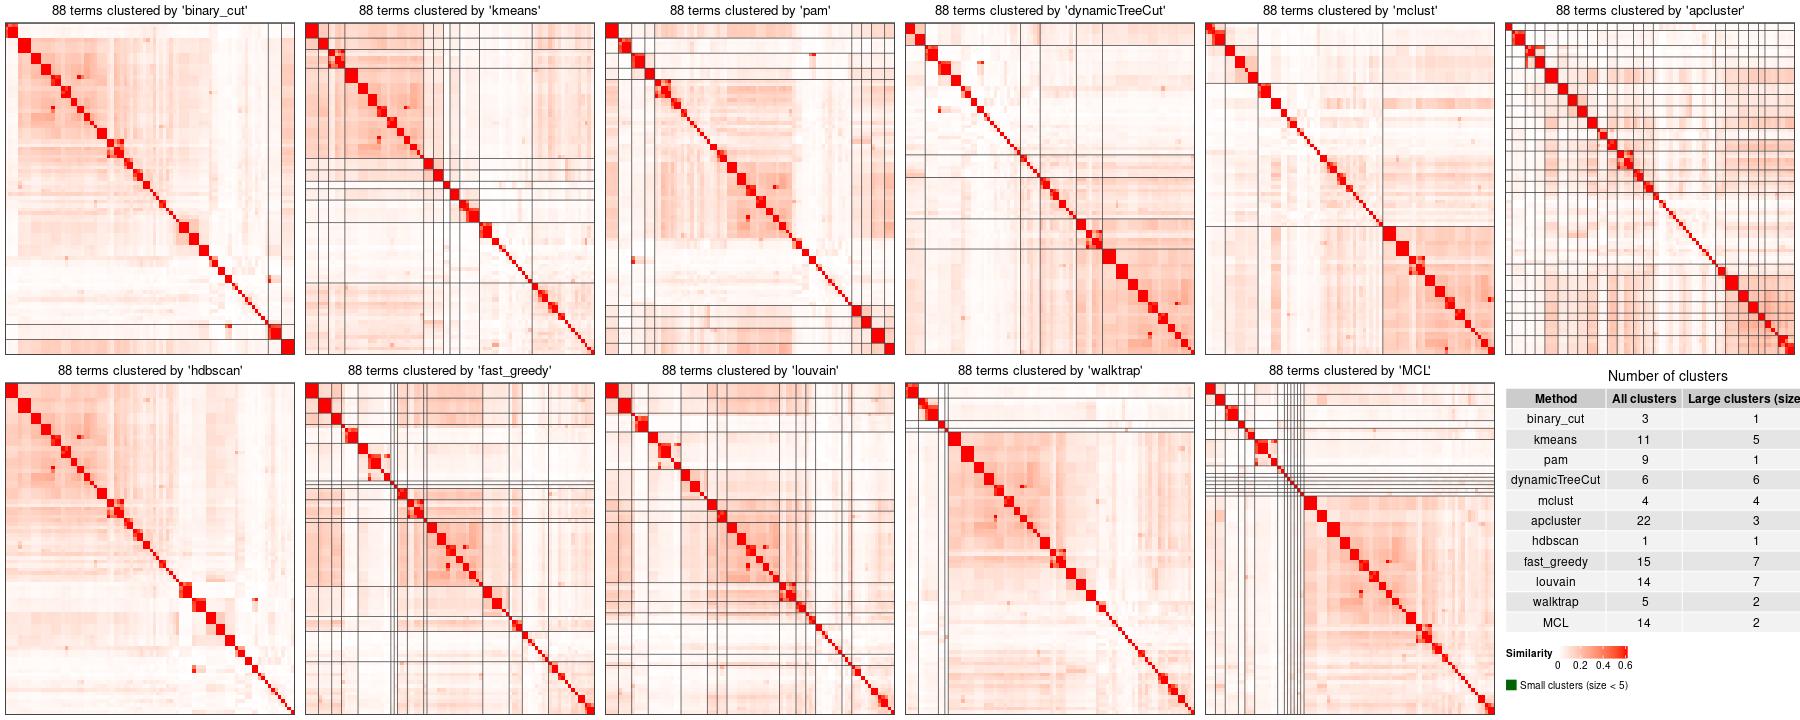 88 terms clustered by 'binary_cut'
88 terms clustered by 'kmeans'
88 terms clustered by 'pam'
88 terms clustered by 'dynamicTreeCut'
88 terms clustered by 'mclust'
88 terms clustered by 'apcluster'
88 terms clustered by 'hdbscan'
88 terms clustered by 'fast_greedy'
88 terms clustered by 'louvain'
88 terms clustered by 'walktrap'
88 terms clustered by 'MCL'
Number of clusters
Method All clusters Large clusters (size
binary_cut 3 1
kmeans 11 5
pam 9 1
dynamicTreeCut 6 6
mclust 4 4
apcluster 22 3
hdbscan 1 1
fast_greedy 15 7
louvain 14 7
walktrap 5 2
MCL 14 2
Similarity
0 0.2 0.4 0.6
Small clusters (size < 5)